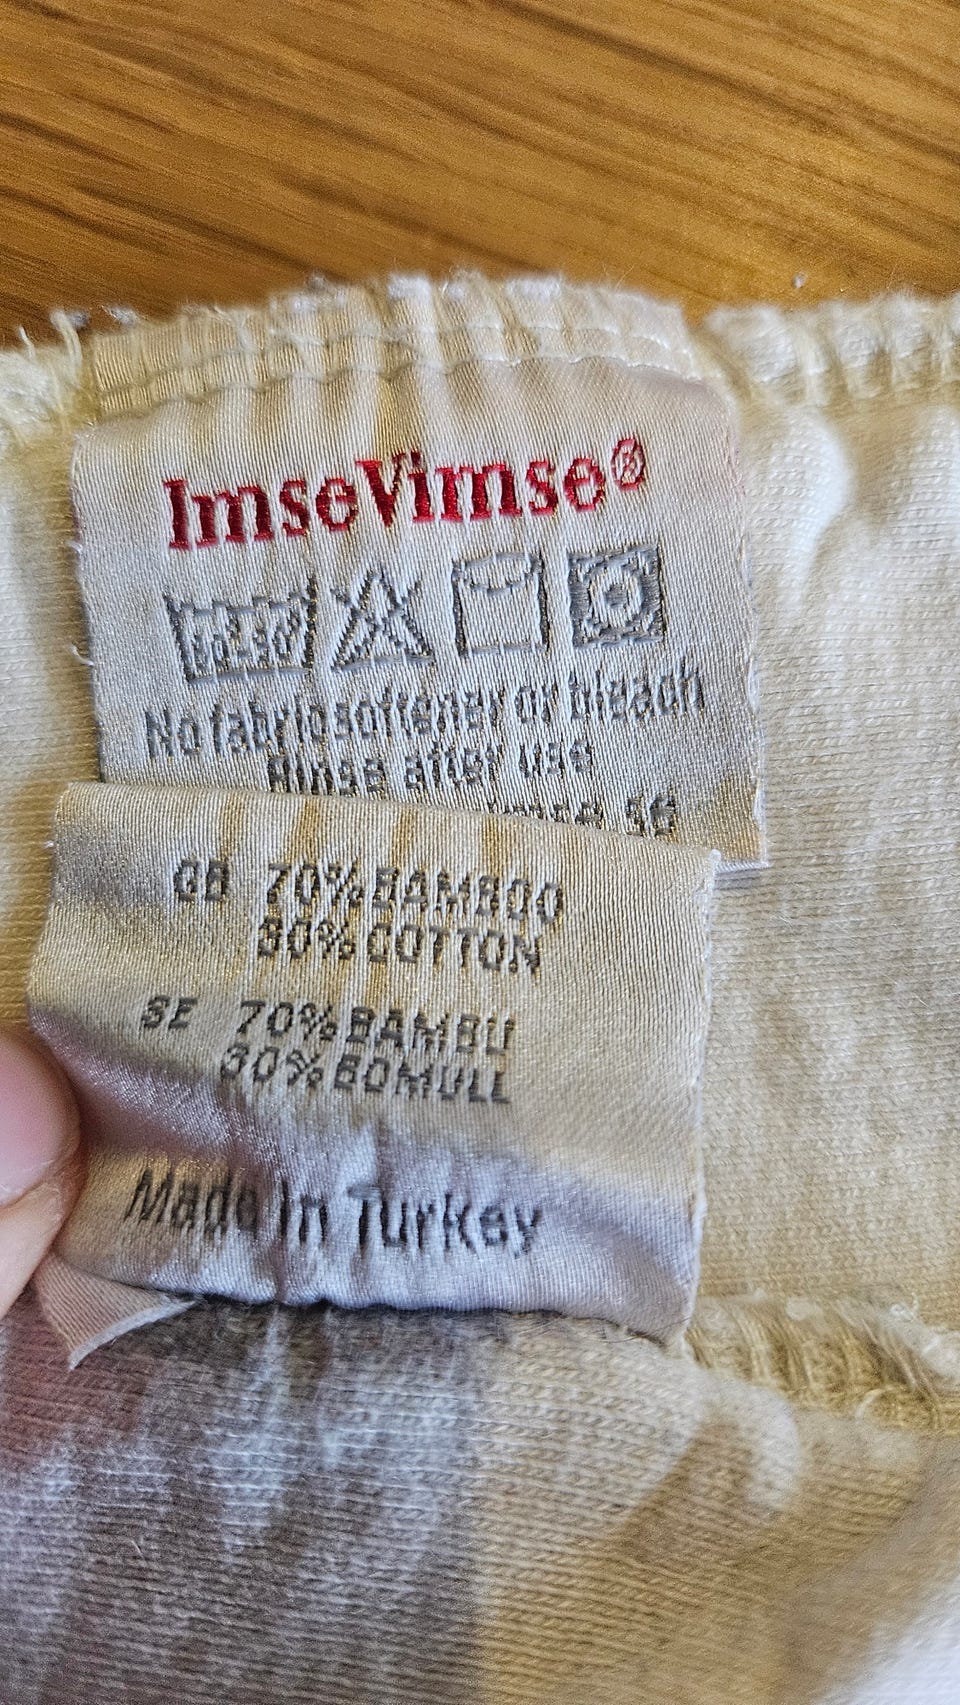 ImseVimse®
No fabric softener or bleach
Rinse after use
GB 70% BAMBOO
30% COTTON
SE 70% BAMBU
30% BOMULL
Made in Turkey